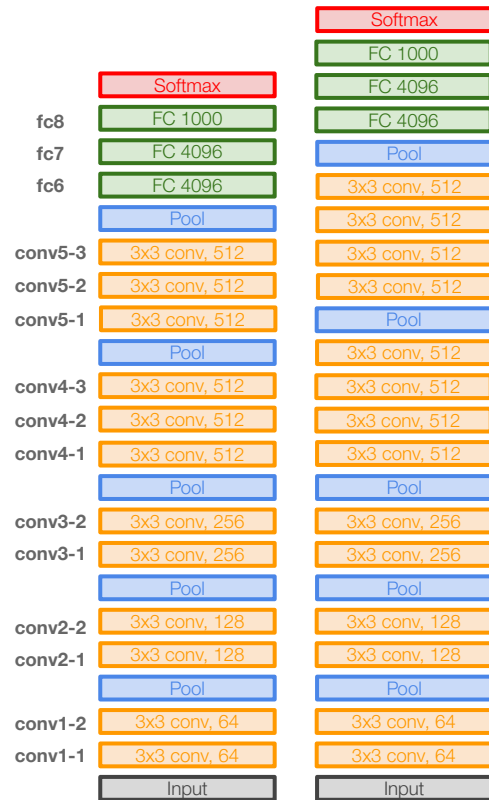 Softmax
fc8 FC 1000
fc7 FC 4096
fc6 FC 4096
Pool
conv5-3 3x3 conv, 512
conv5-2 3x3 conv, 512
conv5-1 3x3 conv, 512
Pool
conv4-3 3x3 conv, 512
conv4-2 3x3 conv, 512
conv4-1 3x3 conv, 512
Pool
conv3-2 3x3 conv, 256
conv3-1 3x3 conv, 256
Pool
conv2-2 3x3 conv, 128
conv2-1 3x3 conv, 128
Pool
conv1-2 3x3 conv, 64
conv1-1 3x3 conv, 64
Input
Softmax
FC 1000
FC 4096
FC 4096
Pool
3x3 conv, 512
3x3 conv, 512
3x3 conv, 512
3x3 conv, 512
Pool
3x3 conv, 512
3x3 conv, 512
3x3 conv, 512
3x3 conv, 512
Pool
3x3 conv, 256
3x3 conv, 256
Pool
3x3 conv, 128
3x3 conv, 128
Pool
3x3 conv, 64
3x3 conv, 64
Input